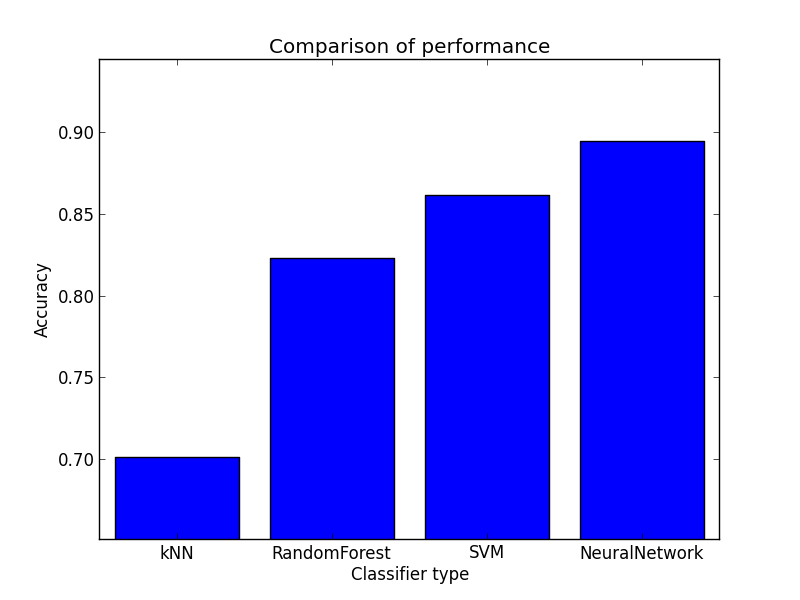 Comparison of performance
0.90
0.85
0.80
0.75
0.70
Accuracy
kNN RandomForest SVM NeuralNetwork
Classifier type